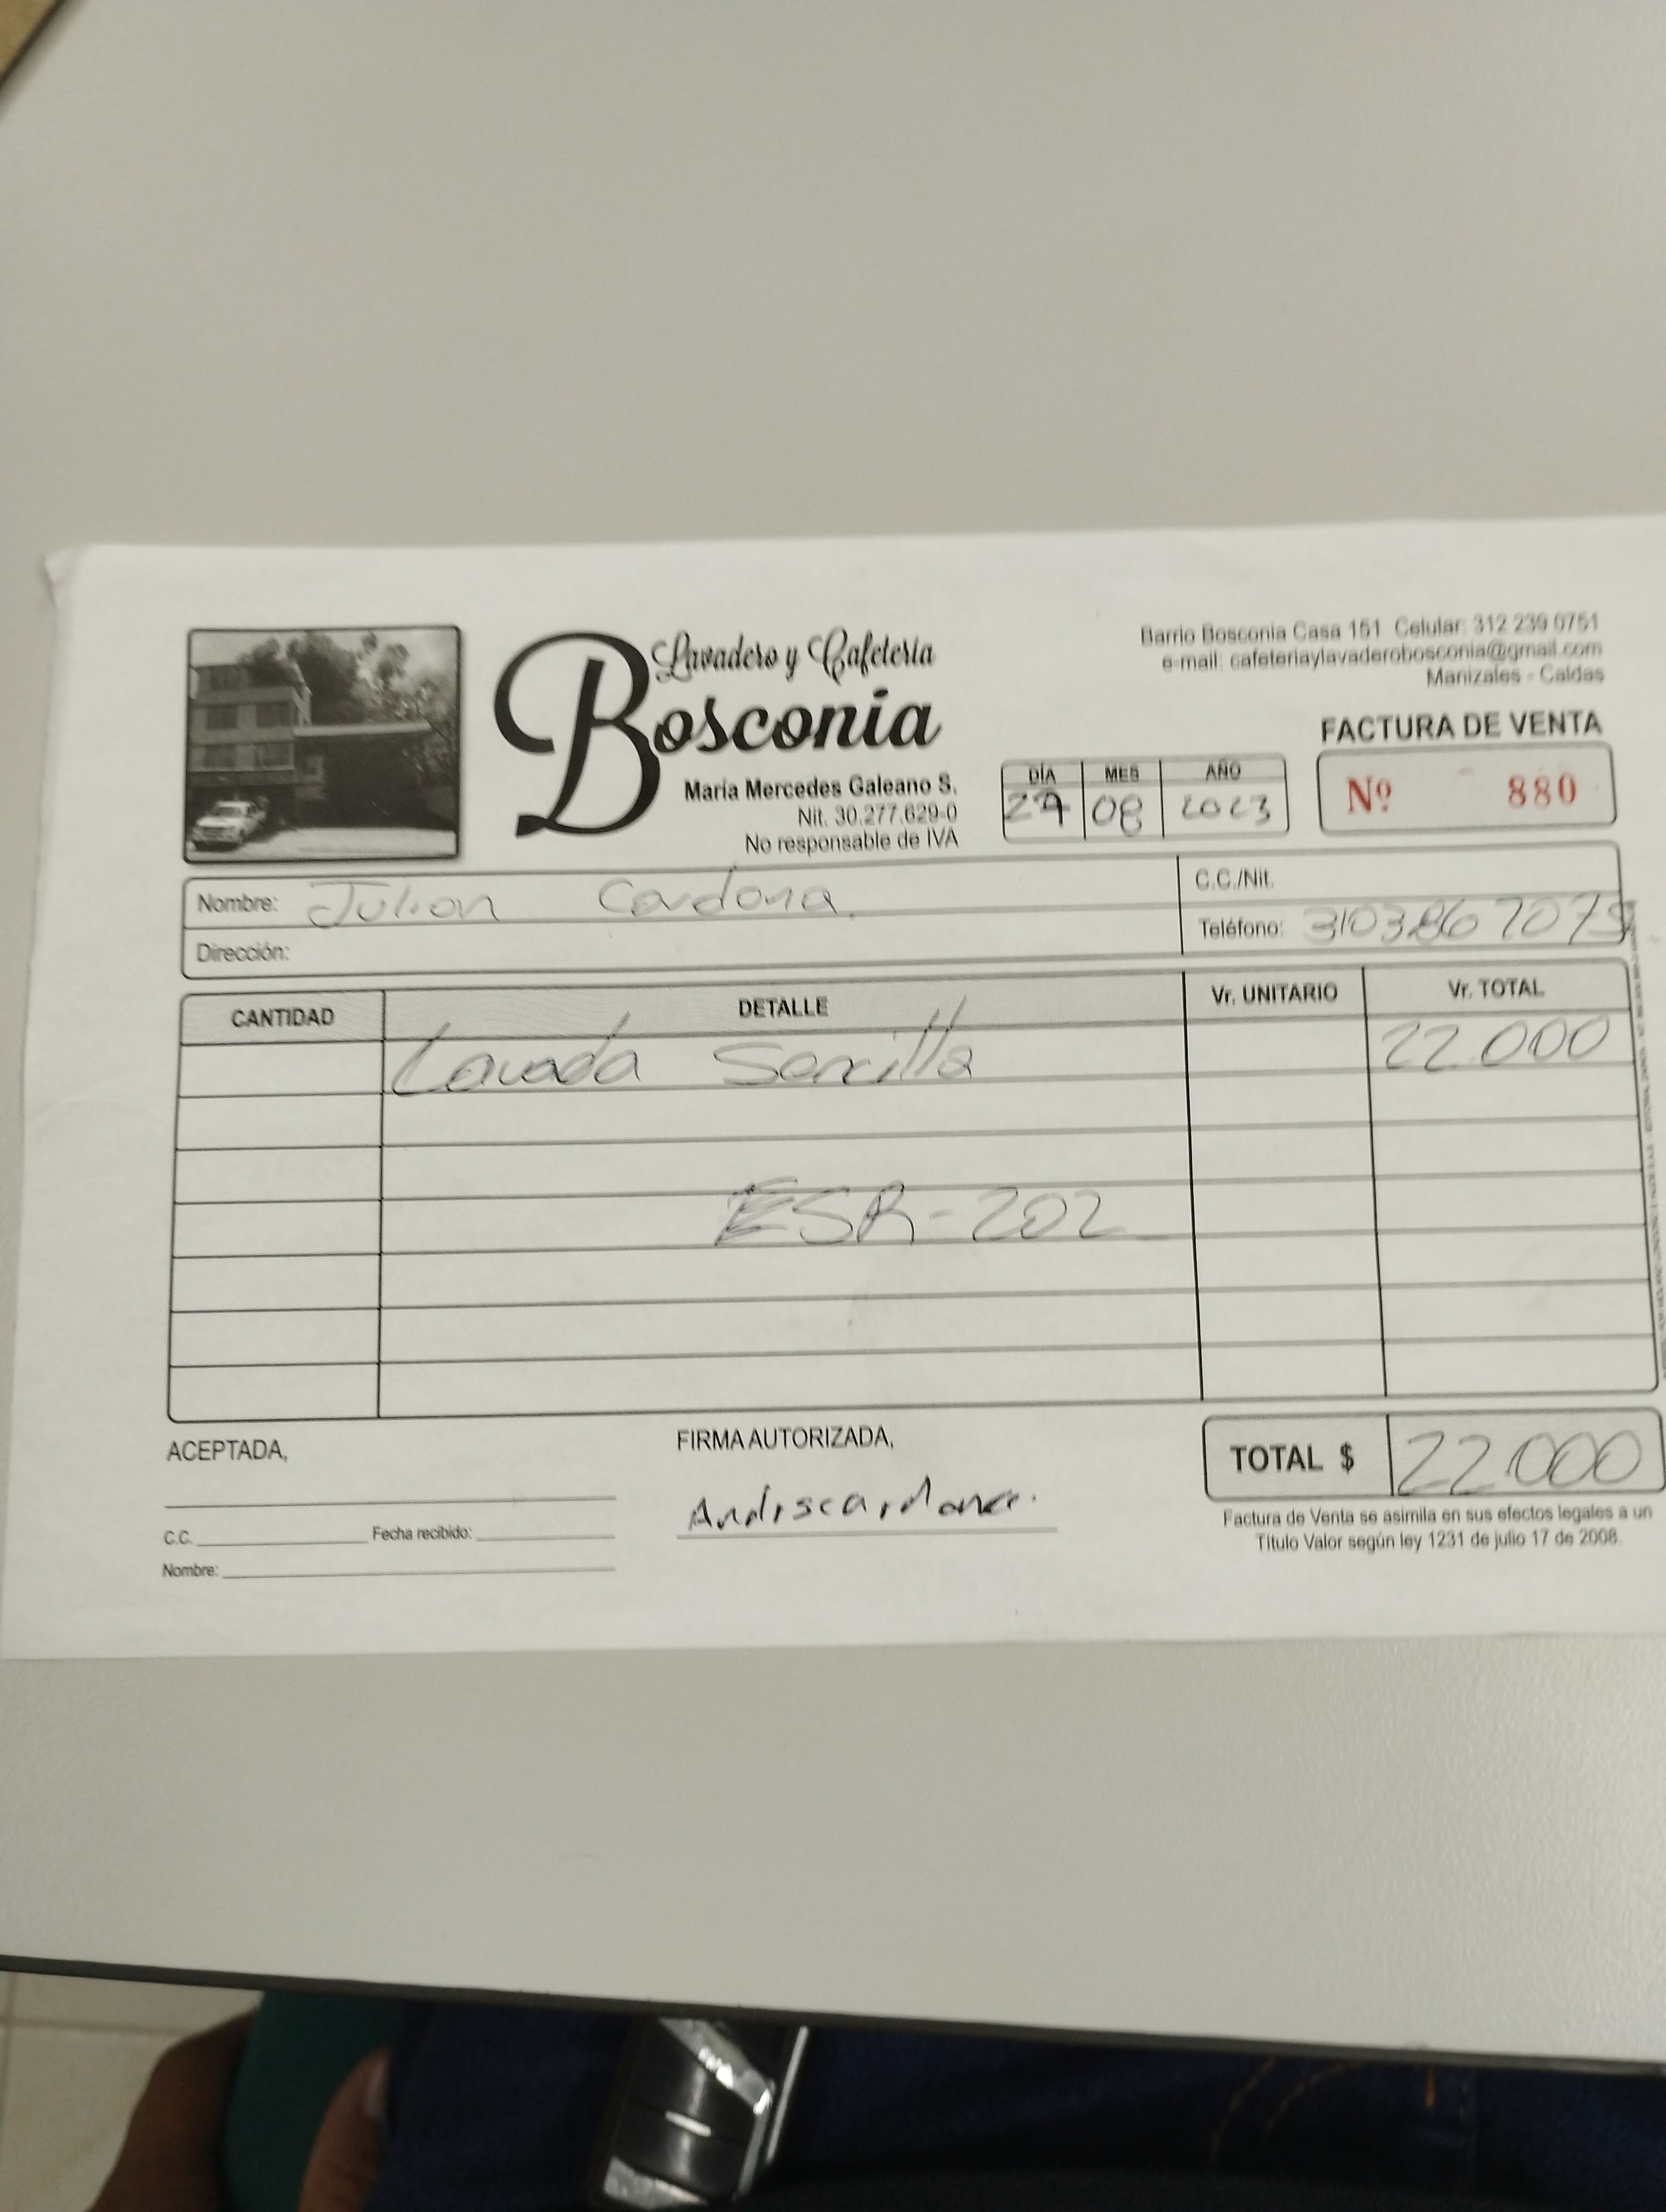 Lavadero y Cafetería
Bosconia
María Mercedes Galeano S.
Nit. 30.277.629-0
No responsable de IVA
Barrio Bosconia Casa 151 Celular: 312 239 0751
e-mail: cafeteriaylavaderobosconia@gmail.com
Manizales - Caldas
FACTURA DE VENTA
Nº 880
DÍA MES AÑO
27 08 2023
Nombre: Julian Cardona.
C.C./Nit.
Dirección:
Teléfono: 3103867075
CANTIDAD DETALLE Vr. UNITARIO Vr. TOTAL
Lavada Sencilla 22.000
ESR-202
ACEPTADA,
C.C. Fecha recibido:
Nombre:
FIRMA AUTORIZADA,
TOTAL $ 22.000
Factura de Venta se asimila en sus efectos legales a un
Título Valor según ley 1231 de julio 17 de 2008.